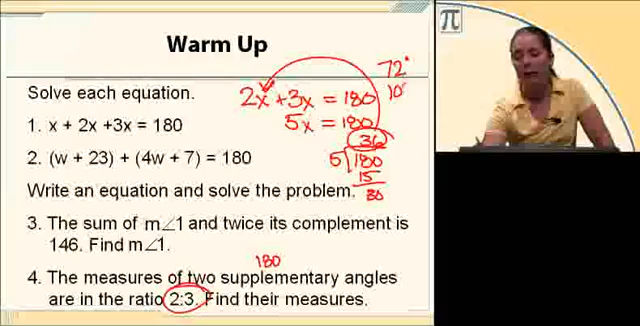 Warm Up
Solve each equation.
1. x + 2x +3x = 180
2. (w + 23) + (4w + 7) = 180
Write an equation and solve the problem.
3. The sum of m∠1 and twice its complement is
146. Find m∠1.
4. The measures of two supplementary angles
are in the ratio 2:3. Find their measures.
2x +3x = 180
5x = 180
36
5 180
15
30
180
72°
10
π